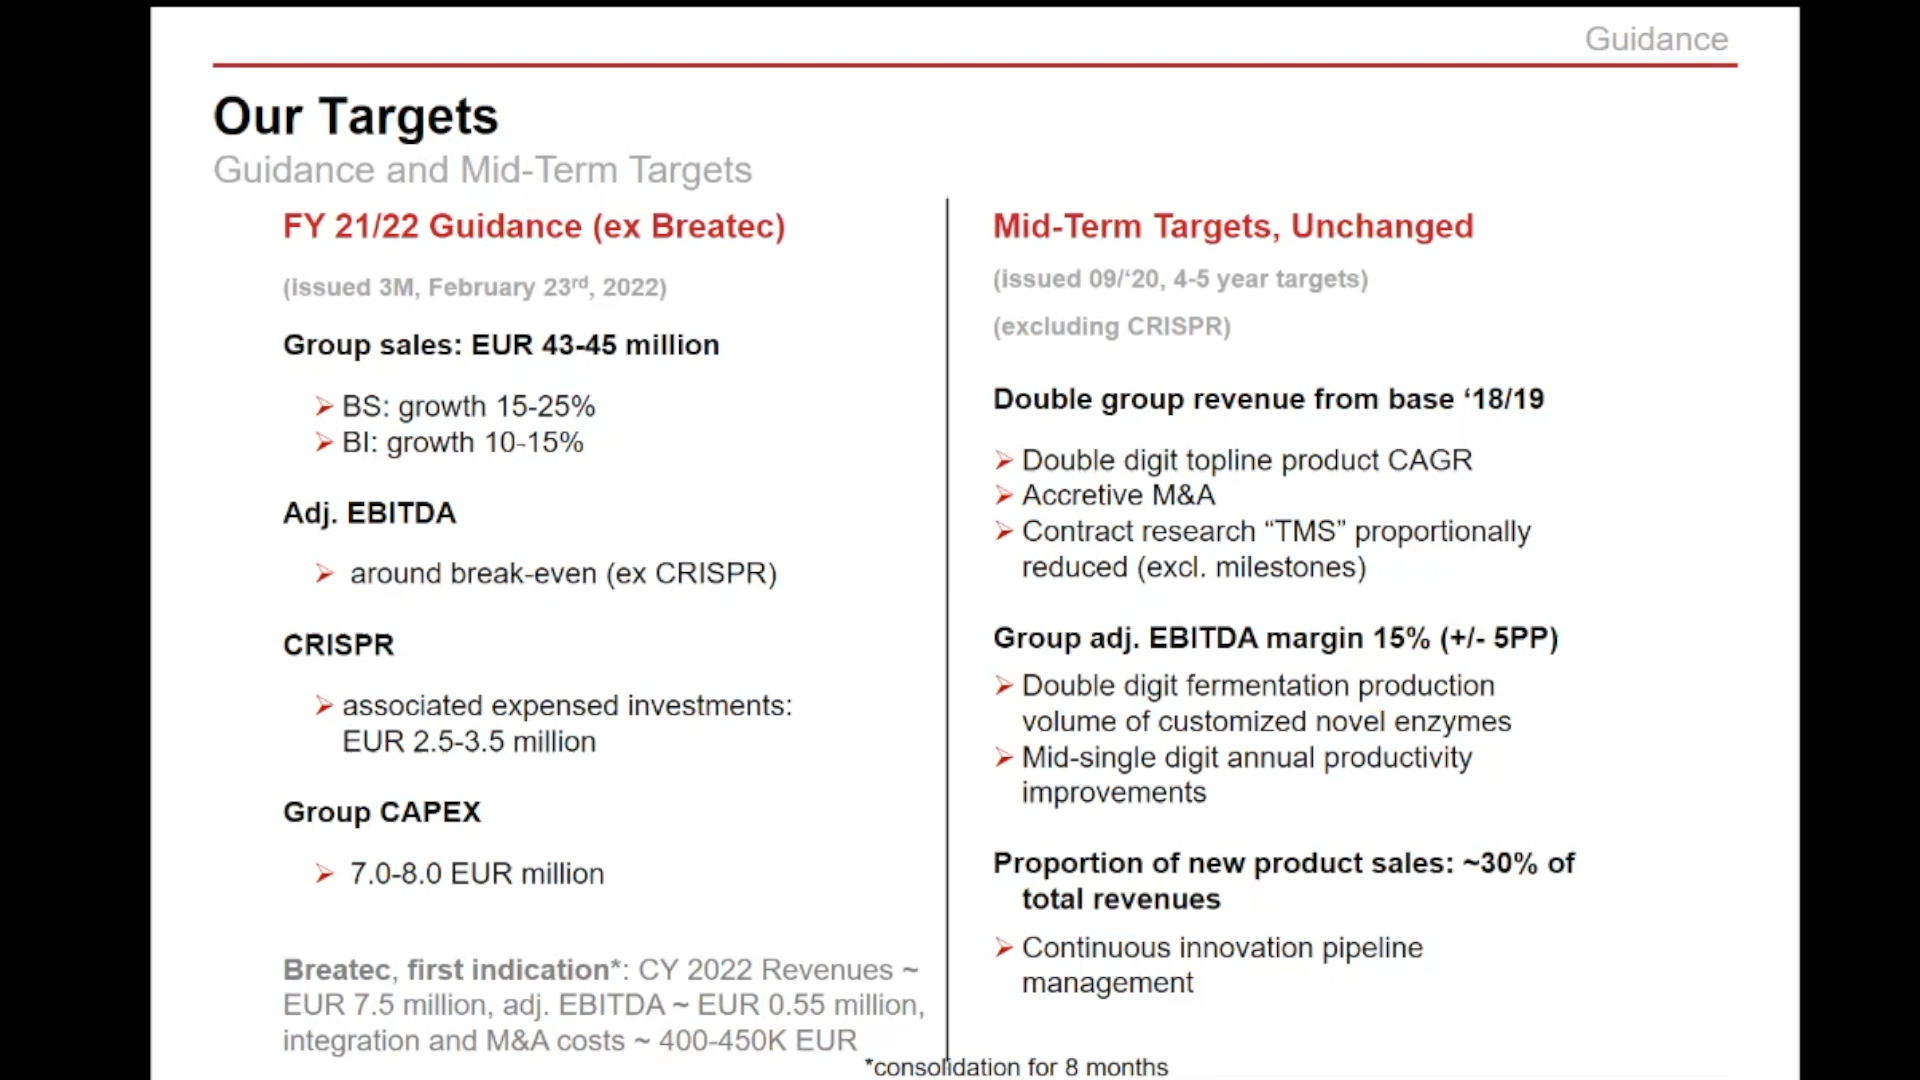 Guidance
Our Targets
Guidance and Mid-Term Targets
FY 21/22 Guidance (ex Breatec)
(issued 3M, February 23rd, 2022)
Group sales: EUR 43-45 million
BS: growth 15-25%
BI: growth 10-15%
Adj. EBITDA
around break-even (ex CRISPR)
CRISPR
associated expensed investments:
EUR 2.5-3.5 million
Group CAPEX
7.0-8.0 EUR million
Breatec, first indication*: CY 2022 Revenues ~
EUR 7.5 million, adj. EBITDA ~ EUR 0.55 million,
integration and M&A costs ~ 400-450K EUR
Mid-Term Targets, Unchanged
(issued 09/‘20, 4-5 year targets)
(excluding CRISPR)
Double group revenue from base ‘18/19
Double digit topline product CAGR
Accretive M&A
Contract research “TMS” proportionally
reduced (excl. milestones)
Group adj. EBITDA margin 15% (+/- 5PP)
Double digit fermentation production
volume of customized novel enzymes
Mid-single digit annual productivity
improvements
Proportion of new product sales: ~30% of
total revenues
Continuous innovation pipeline
management
*consolidation for 8 months